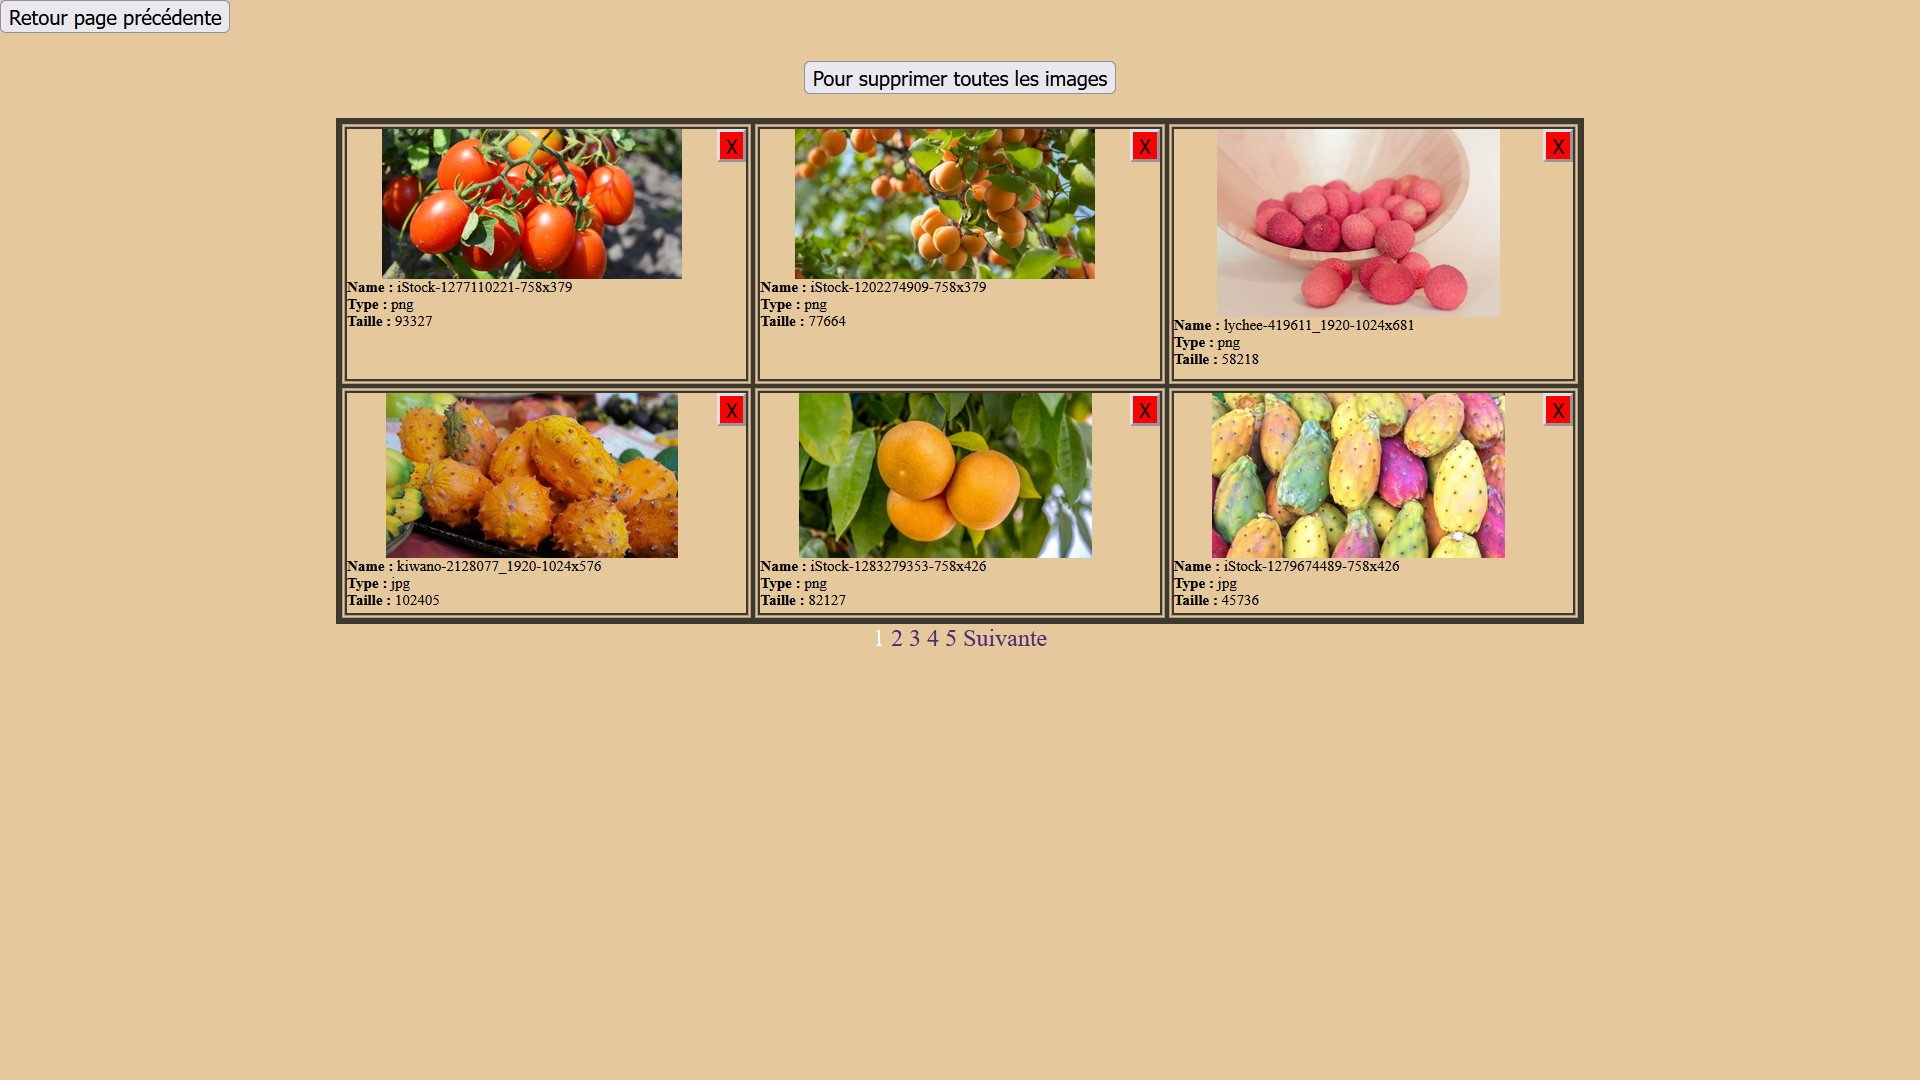 Retour page précédente
Pour supprimer toutes les images
X
Name : iStock-1277110221-758x379
Type : png
Taille : 93327
X
Name : iStock-1202274909-758x379
Type : png
Taille : 77664
X
Name : lychee-419611_1920-1024x681
Type : png
Taille : 58218
X
Name : kiwano-2128077_1920-1024x576
Type : jpg
Taille : 102405
X
Name : iStock-1283279353-758x426
Type : png
Taille : 82127
X
Name : iStock-1279674489-758x426
Type : jpg
Taille : 45736
1 2 3 4 5 Suivante